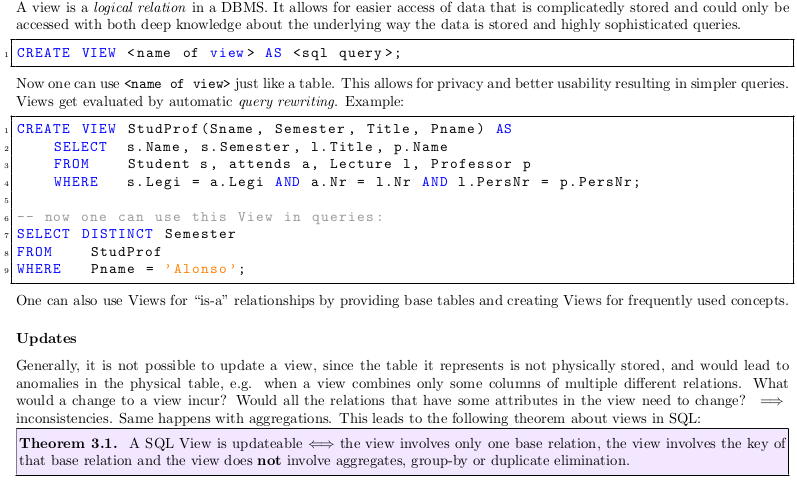 A view is a logical relation in a DBMS. It allows for easier access of data that is complicatedly stored and could only be
accessed with both deep knowledge about the underlying way the data is stored and highly sophisticated queries.
1 CREATE VIEW <name of view> AS <sql query>;
Now one can use <name of view> just like a table. This allows for privacy and better usability resulting in simpler queries.
Views get evaluated by automatic query rewriting. Example:
1 CREATE VIEW StudProf(Sname, Semester, Title, Pname) AS
2     SELECT  s.Name, s.Semester, l.Title, p.Name
3     FROM    Student s, attends a, Lecture l, Professor p
4     WHERE   s.Legi = a.Legi AND a.Nr = l.Nr AND l.PersNr = p.PersNr;
5
6 -- now one can use this View in queries:
7 SELECT DISTINCT Semester
8 FROM    StudProf
9 WHERE   Pname = 'Alonso';
One can also use Views for “is-a” relationships by providing base tables and creating Views for frequently used concepts.
Updates
Generally, it is not possible to update a view, since the table it represents is not physically stored, and would lead to
anomalies in the physical table, e.g. when a view combines only some columns of multiple different relations. What
would a change to a view incur? Would all the relations that have some attributes in the view need to change? ⟹
inconsistencies. Same happens with aggregations. This leads to the following theorem about views in SQL:
Theorem 3.1. A SQL View is updateable ⟺ the view involves only one base relation, the view involves the key of
that base relation and the view does not involve aggregates, group-by or duplicate elimination.